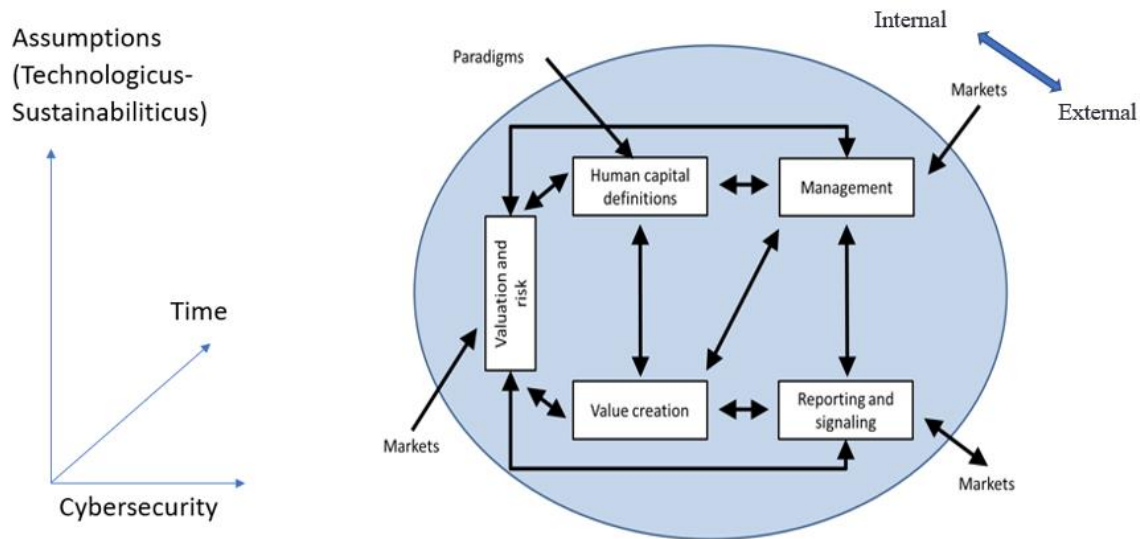 Assumptions
(Technologicus-
Sustainabiliticus)
Time
Cybersecurity
Internal
External
Paradigms
Markets
Human capital
definitions
Management
Valuation and
risk
Value creation
Reporting and
signaling
Markets
Markets